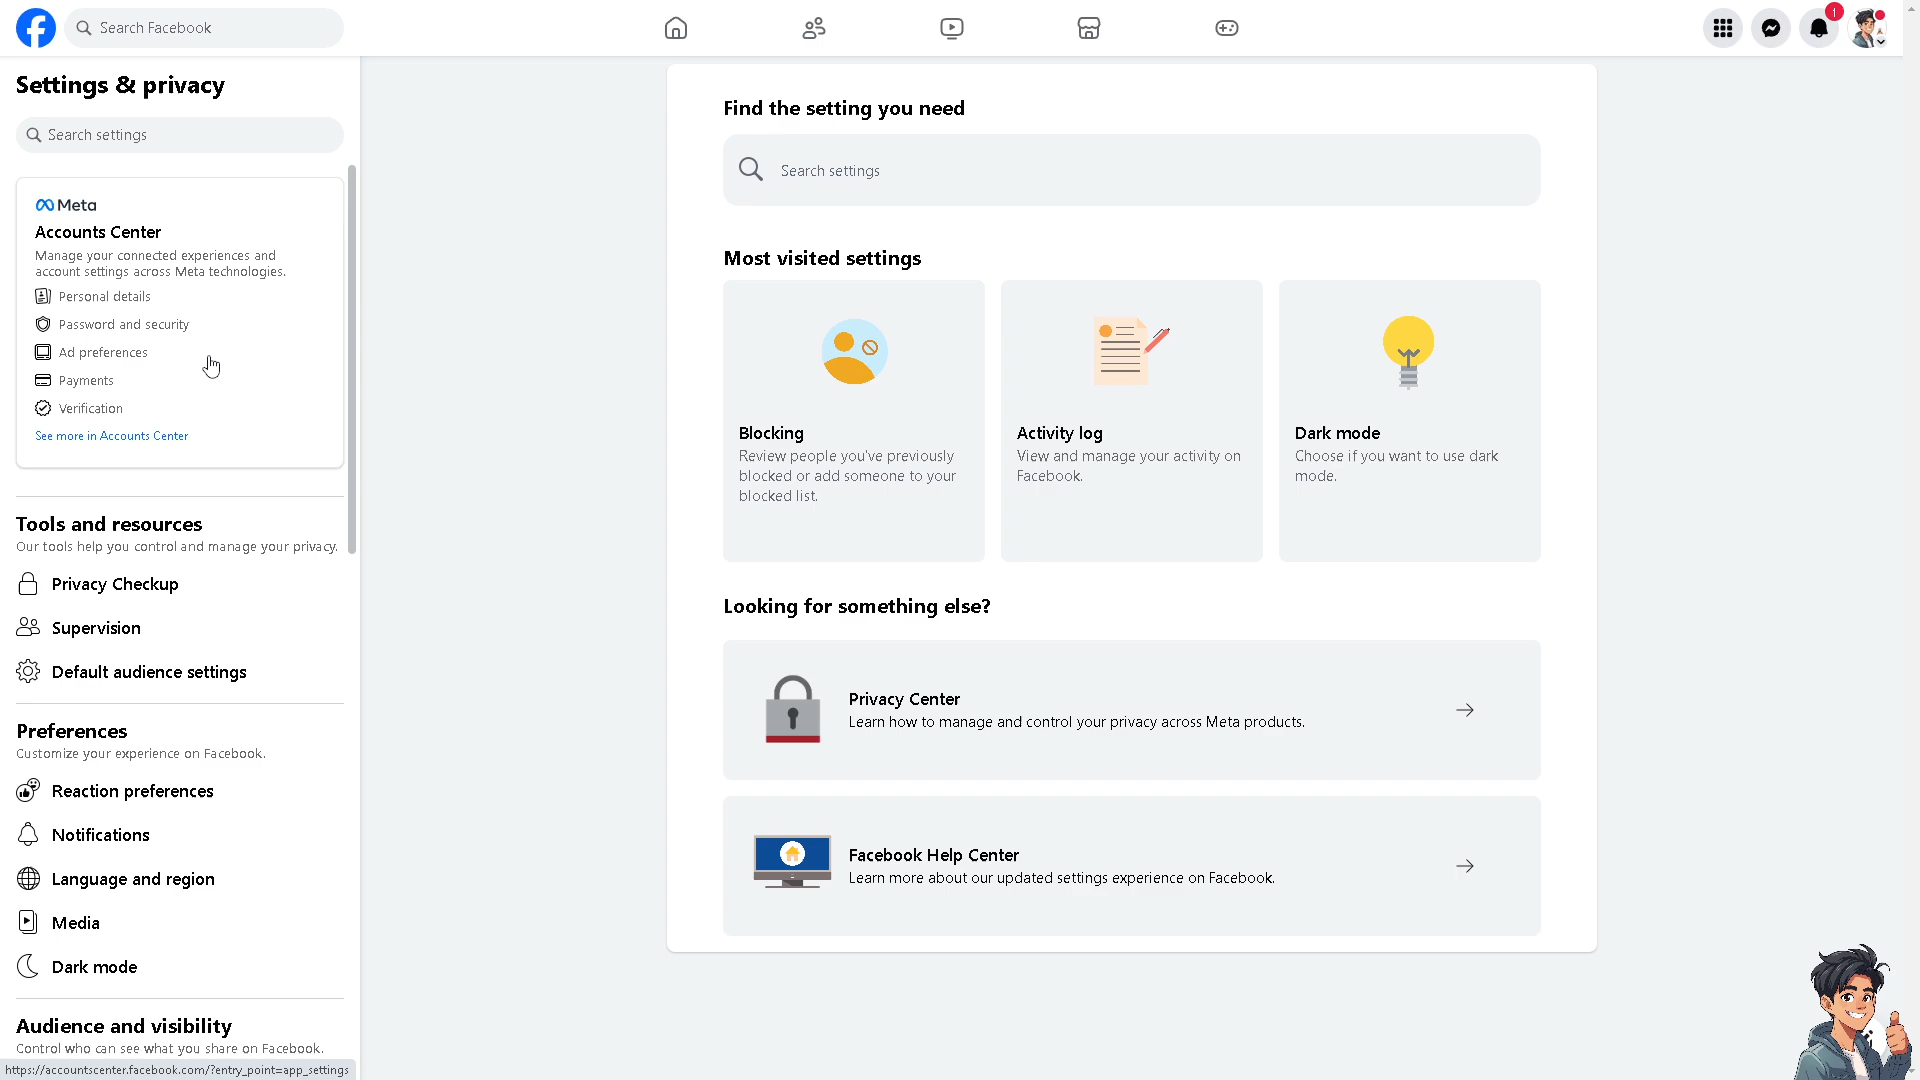 Search Facebook
1
Settings & privacy
Search settings
Meta
Accounts Center
Manage your connected experiences and
account settings across Meta technologies.
Personal details
Password and security
Ad preferences
Payments
Verification
See more in Accounts Center
Tools and resources
Our tools help you control and manage your privacy.
Privacy Checkup
Supervision
Default audience settings
Preferences
Customize your experience on Facebook.
Reaction preferences
Notifications
Language and region
Media
Dark mode
Audience and visibility
Control who can see what you share on Facebook.
https://accountscenter.facebook.com/?entry_point=app_settings
Find the setting you need
Search settings
Most visited settings
Blocking
Review people you've previously
blocked or add someone to your
blocked list.
Activity log
View and manage your activity on
Facebook.
Dark mode
Choose if you want to use dark
mode.
Looking for something else?
Privacy Center
Learn how to manage and control your privacy across Meta products.
Facebook Help Center
Learn more about our updated settings experience on Facebook.